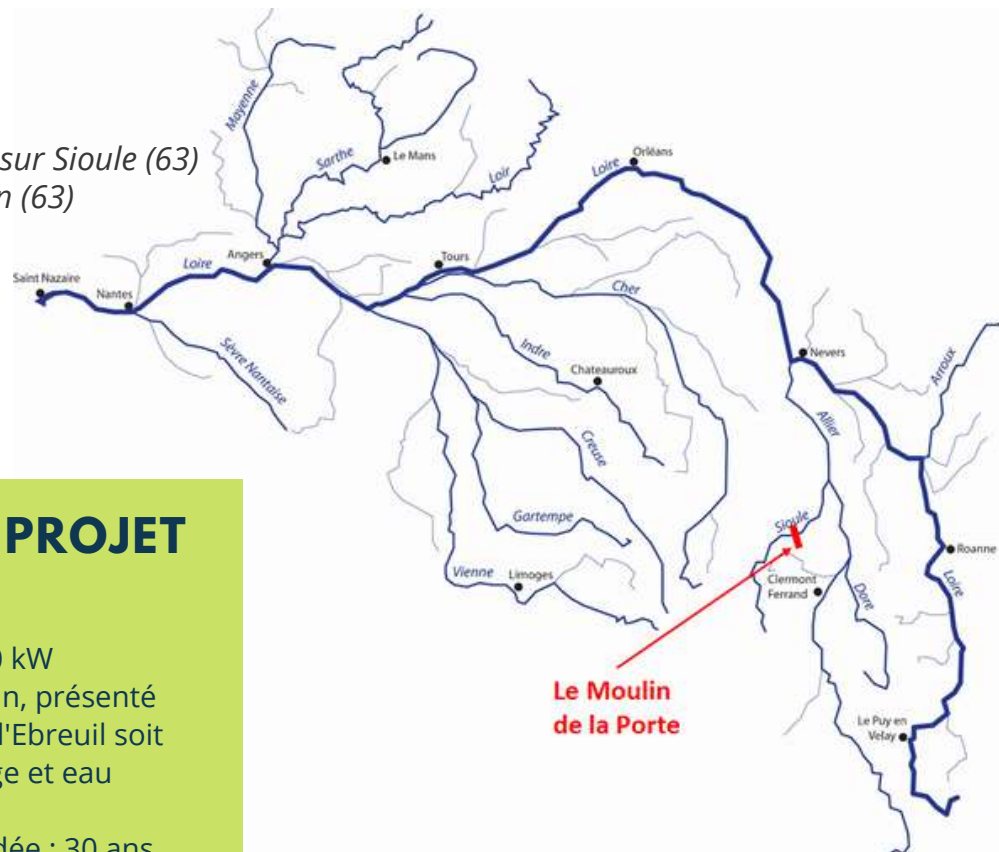 sur Sioule (63)
(63)
Mayenne
Sarthe
Le Mans
Loir
Orléans
Loire
Angers
Loire
Tours
Saint Nazaire
Nantes
Cher
Sèvre Nantaise
Indre
Chateauroux
Nevers
Arroux
Allier
Creuse
Gartempe
Sioule
Vienne
Limoges
Clermont
Ferrand
Dore
Roanne
Loire
Le Moulin
de la Porte
Le Puy en
Velay
PROJET
kW
présenté
d'Ebreuil soit
et eau
: 30 ans